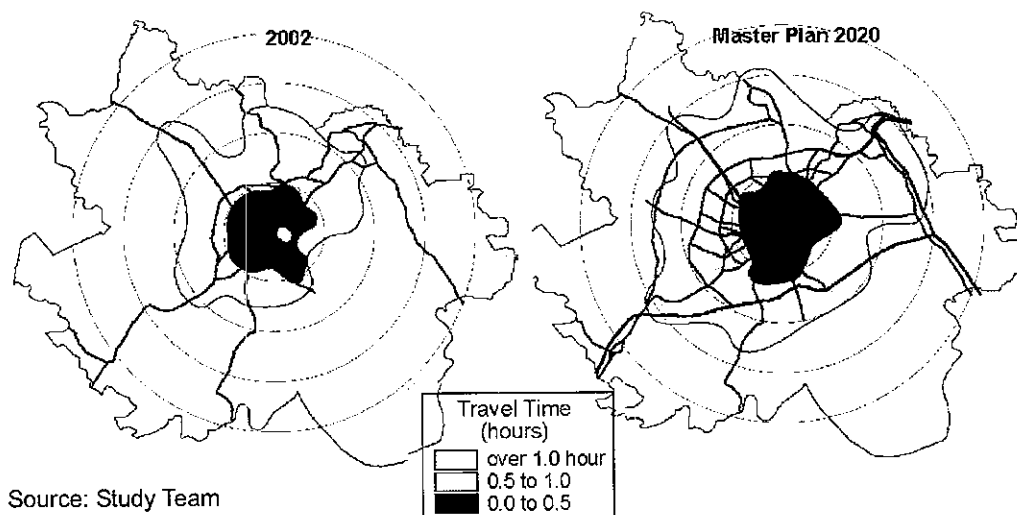 2002
Master Plan 2020
Travel Time
(hours)
over 1.0 hour
0.5 to 1.0
0.0 to 0.5
Source: Study Team